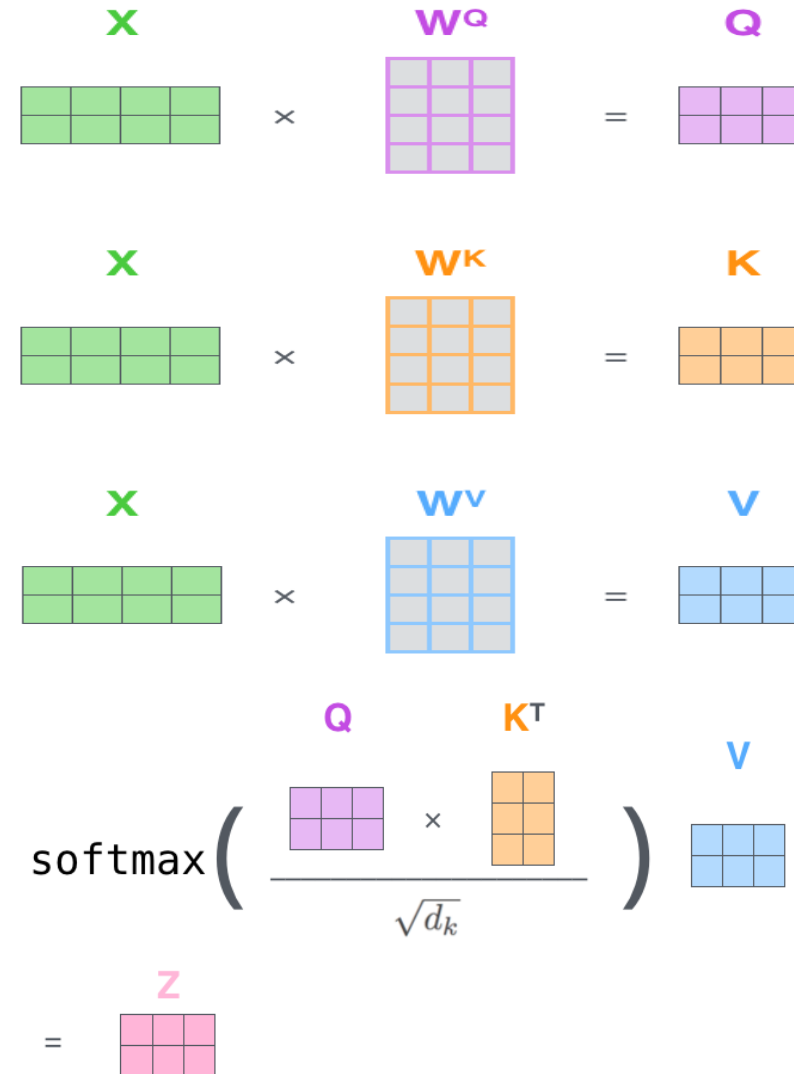 X W^Q Q
× =
X W^K K
× =
X W^V V
× =
Q K^T
V
×
softmax( )
√d_k
Z
=